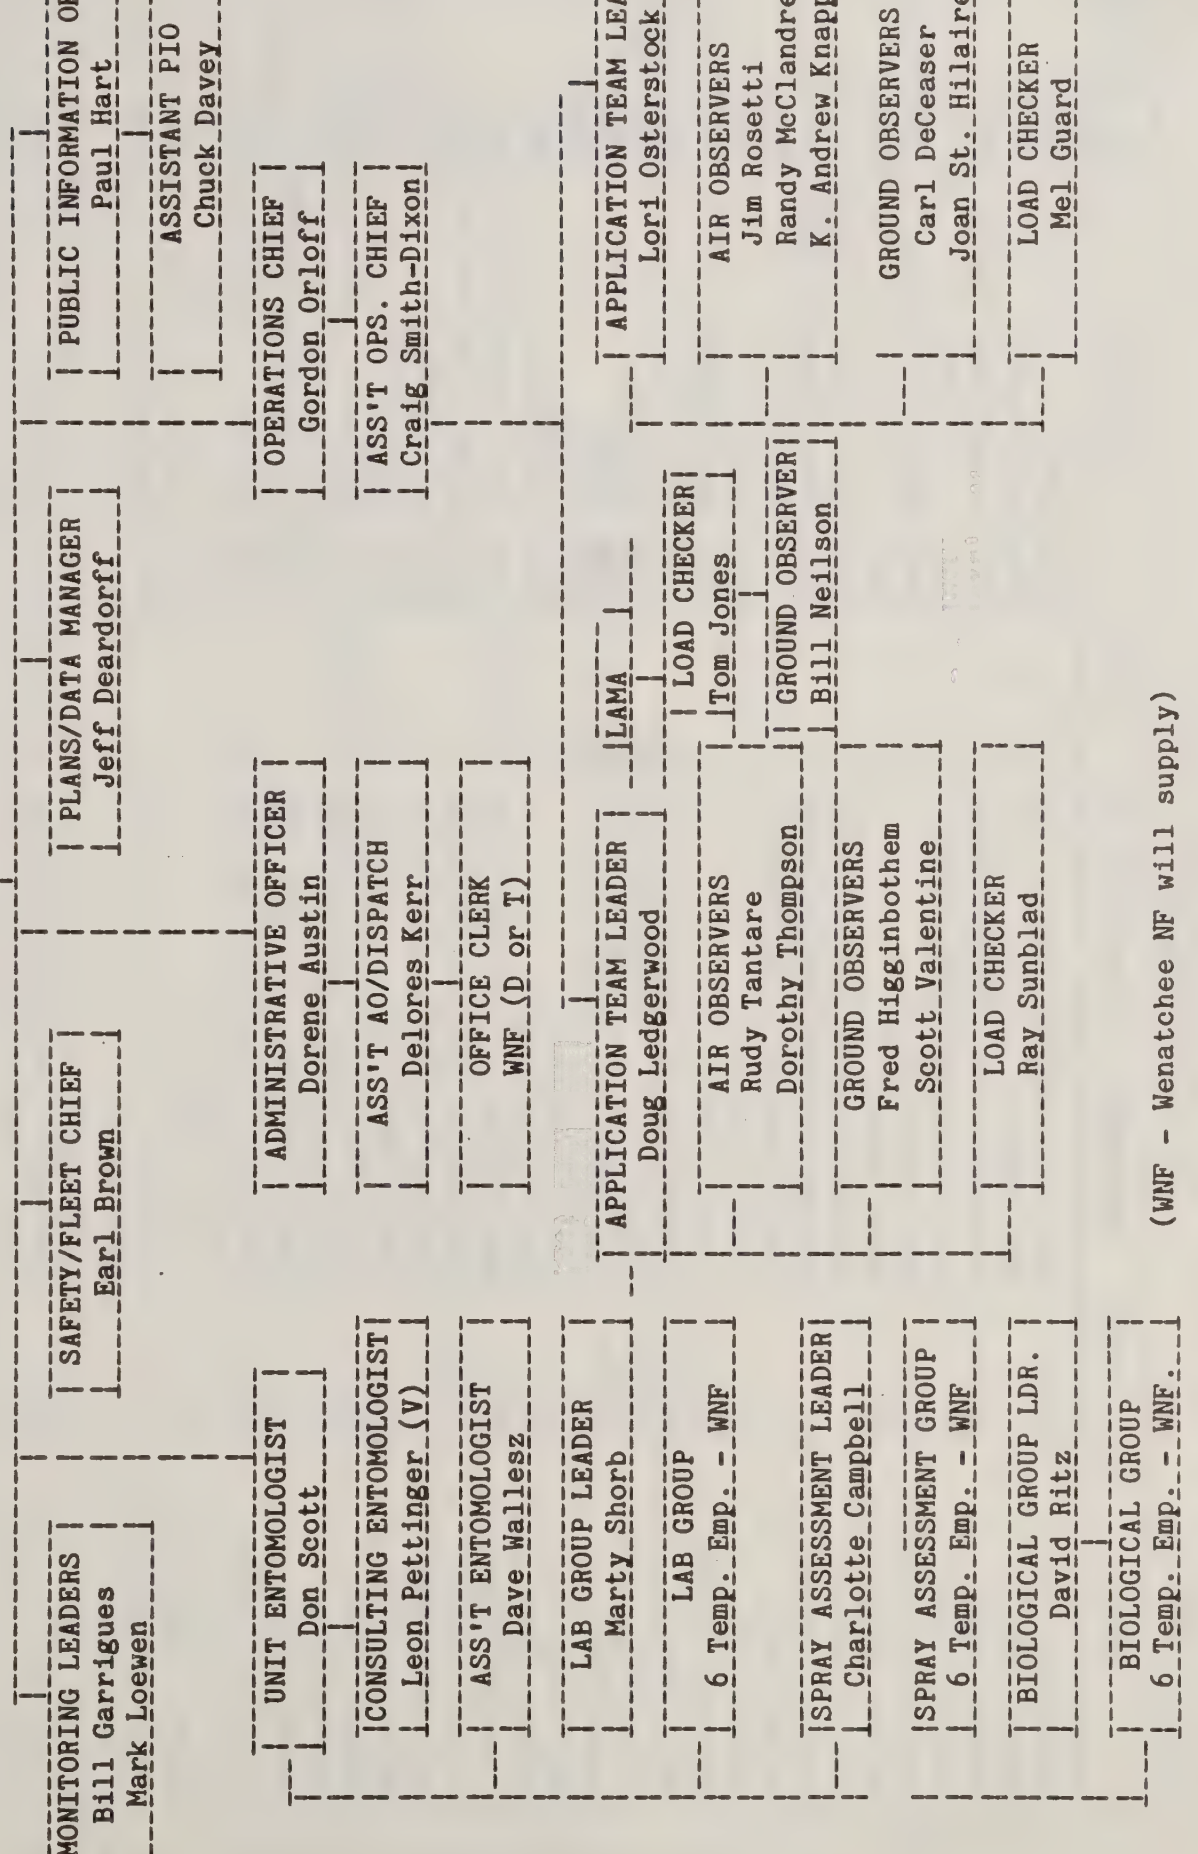 MONITORING LEADERS
Bill Garrigues
Mark Loewen
SAFETY/FLEET CHIEF
Earl Brown
PLANS/DATA MANAGER
Jeff Deardorff
PUBLIC INFORMATION
Paul Hart
ASSISTANT PIO
Chuck Davey
UNIT ENTOMOLOGIST
Don Scott
CONSULTING ENTOMOLOGIST
Leon Pettinger (V)
ASS'T ENTOMOLOGIST
Dave Wallesz
LAB GROUP LEADER
Marty Shorb
LAB GROUP
6 Temp. Emp. - WNF
SPRAY ASSESSMENT LEADER
Charlotte Campbell
SPRAY ASSESSMENT GROUP
6 Temp. Emp. - WNF
BIOLOGICAL GROUP LDR.
David Ritz
BIOLOGICAL GROUP
6 Temp. Emp. - WNF.
ADMINISTRATIVE OFFICER
Dorene Austin
ASS'T AO/DISPATCH
Delores Kerr
OFFICE CLERK
WNF (D or T)
OPERATIONS CHIEF
Gordon Orloff
ASS'T OPS. CHIEF
Craig Smith-Dixon
APPLICATION TEAM LEADER
Doug Ledgerwood
AIR OBSERVERS
Rudy Tantare
Dorothy Thompson
GROUND OBSERVERS
Fred Higginbothem
Scott Valentine
LOAD CHECKER
Ray Sunblad
LAMA
LOAD CHECKER
Tom Jones
GROUND OBSERVER
Bill Neilson
APPLICATION TEAM
Lori Osterstock
AIR OBSERVERS
Jim Rosetti
Randy McClandre
K. Andrew Knapp
GROUND OBSERVERS
Carl DeCeaser
Joan St. Hilaire
LOAD CHECKER
Mel Guard
(WNF - Wenatchee NF will supply)